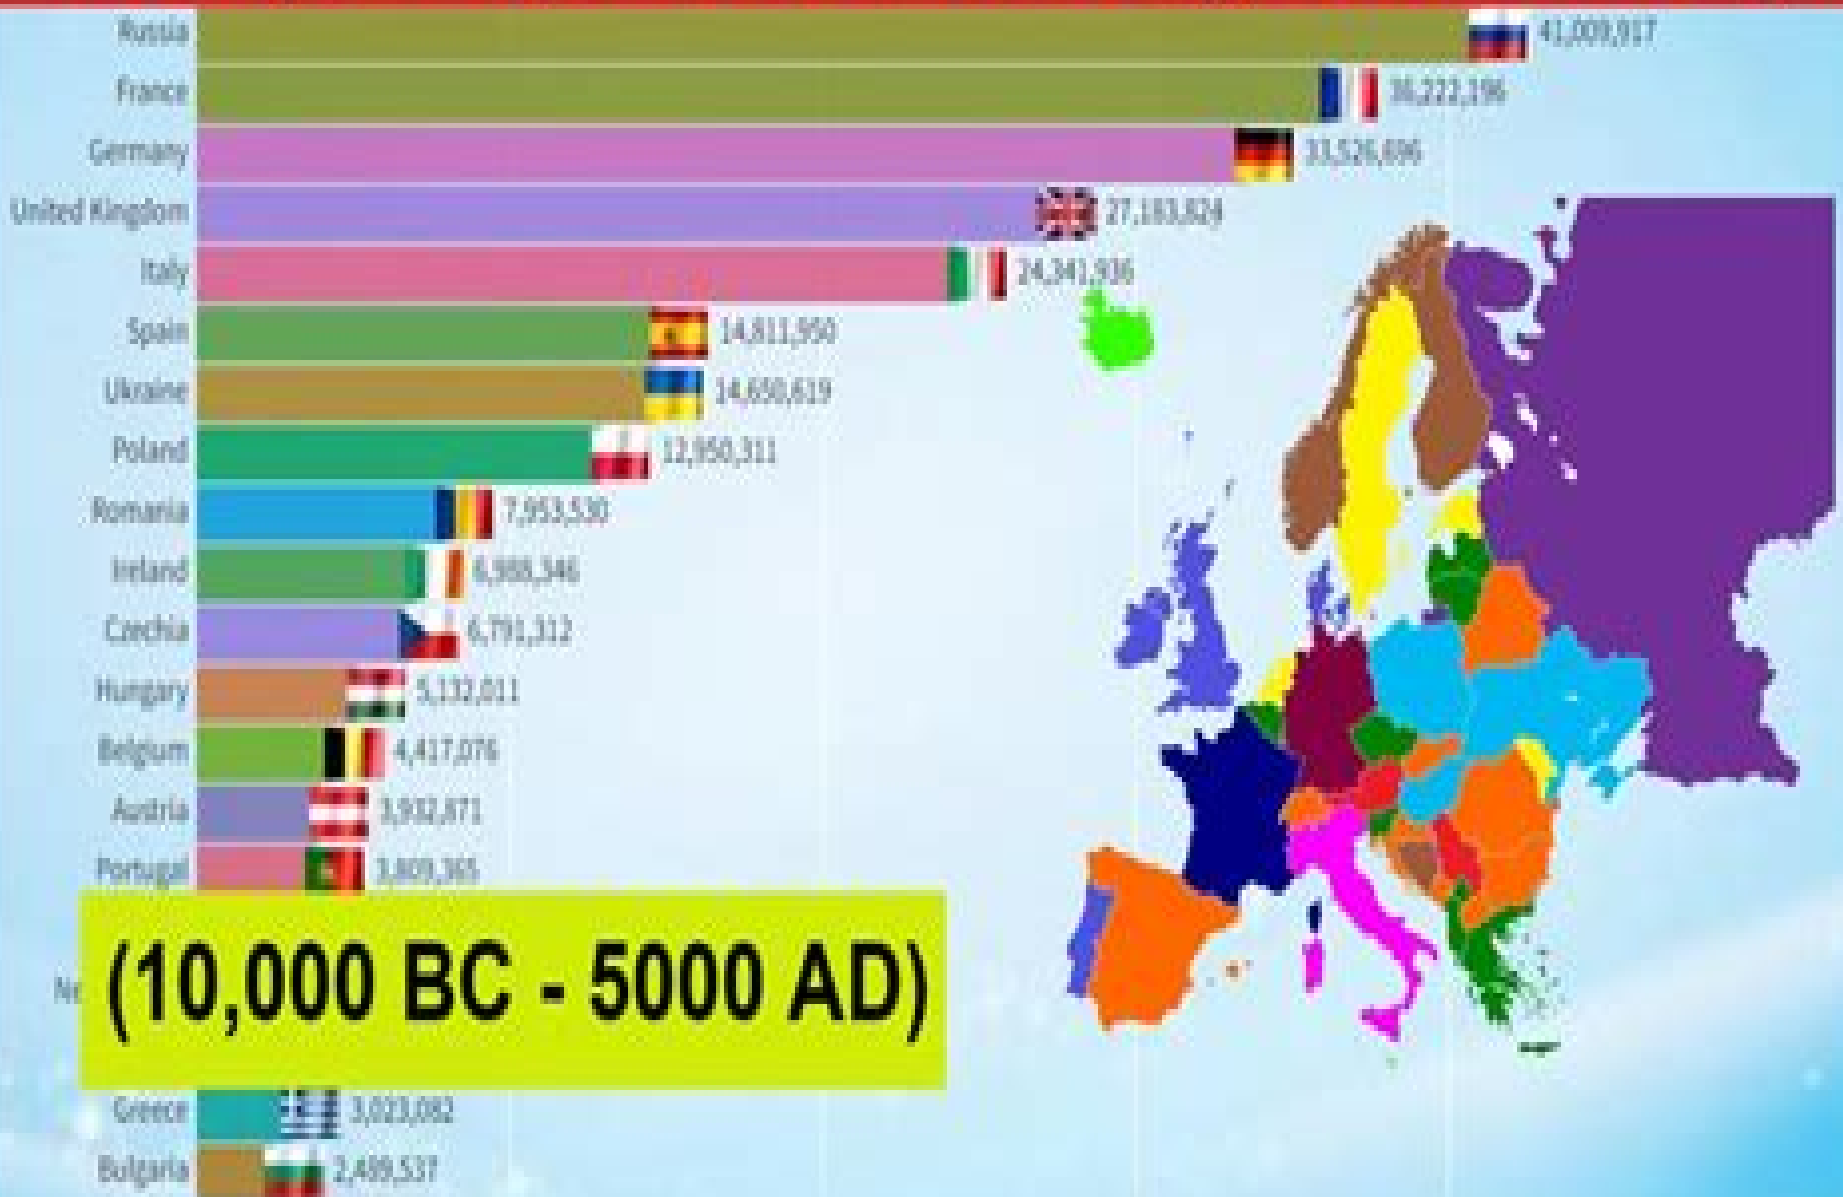 Russia 41,009,917
France 36,222,196
Germany 33,526,696
United Kingdom 27,183,824
Italy 24,341,936
Spain 14,811,950
Ukraine 14,650,619
Poland 12,950,311
Romania 7,953,530
Ireland 6,988,346
Czechia 6,791,312
Hungary 5,132,011
Belgium 4,417,076
Austria 3,932,871
Portugal 3,809,365
Ne
(10,000 BC - 5000 AD)
Greece 3,023,082
Bulgaria 2,489,537